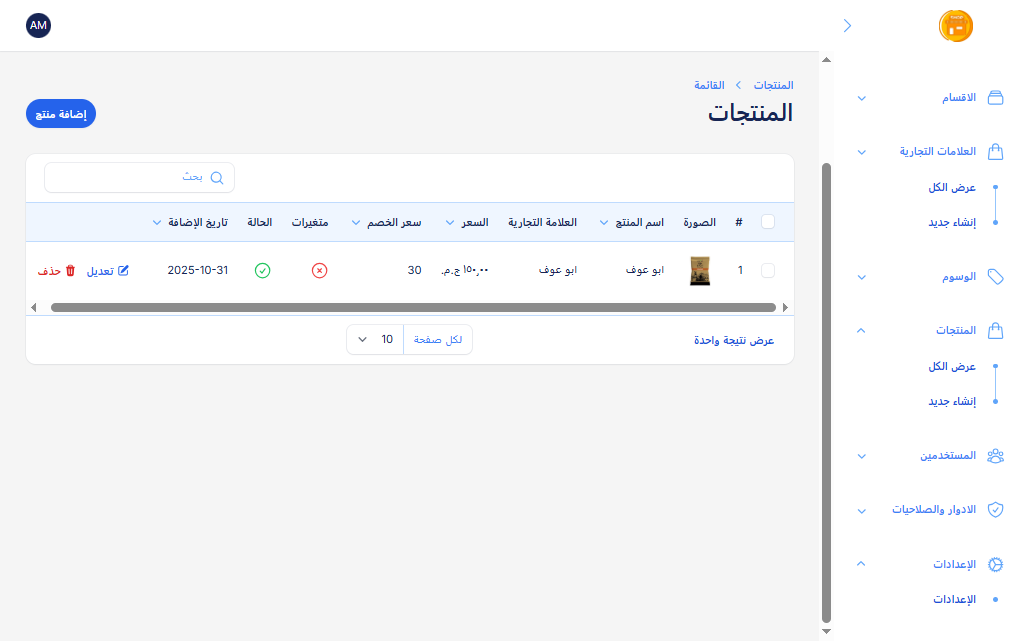 AM
الاقسام
العلامات التجارية
عرض الكل
إنشاء جديد
الوسوم
المنتجات
عرض الكل
إنشاء جديد
المستخدمين
الادوار والصلاحيات
الإعدادات
الإعدادات
المنتجات القائمة
المنتجات
إضافة منتج
بحث
# الصورة اسم المنتج العلامة التجارية السعر سعر الخصم متغيرات الحالة تاريخ الإضافة
1 ابو عوف ابو عوف ١٥٠٫٠٠ ج.م. 30 2025-10-31 تعديل حذف
عرض نتيجة واحدة
لكل صفحة 10